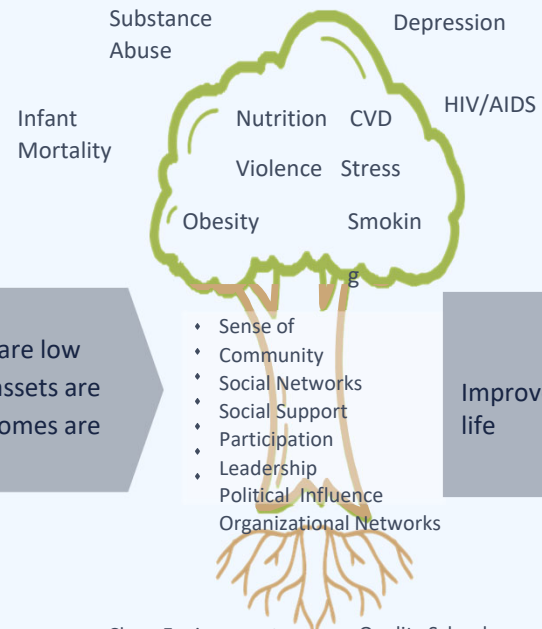 Substance
Abuse
Depression
Infant
Mortality
HIV/AIDS
Nutrition CVD
Violence Stress
Obesity Smokin
g
are low
assets are
omes are
Sense of
Community
Social Networks
Social Support
Participation
Leadership
Political Influence
Organizational Networks
Improv
life